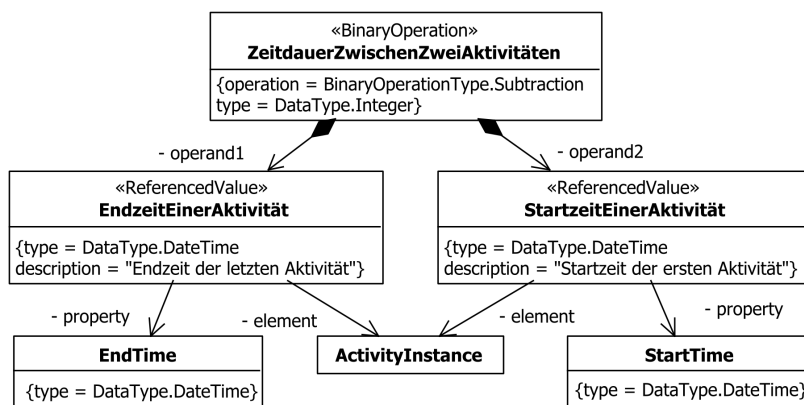 «BinaryOperation»
ZeitdauerZwischenZweiAktivitäten
{operation = BinaryOperationType.Subtraction
type = DataType.Integer}
- operand1
- operand2
«ReferencedValue»
EndzeitEinerAktivität
{type = DataType.DateTime
description = "Endzeit der letzten Aktivität"}
«ReferencedValue»
StartzeitEinerAktivität
{type = DataType.DateTime
description = "Startzeit der ersten Aktivität"}
- property
- element
- element
- property
EndTime
{type = DataType.DateTime}
ActivityInstance
StartTime
{type = DataType.DateTime}